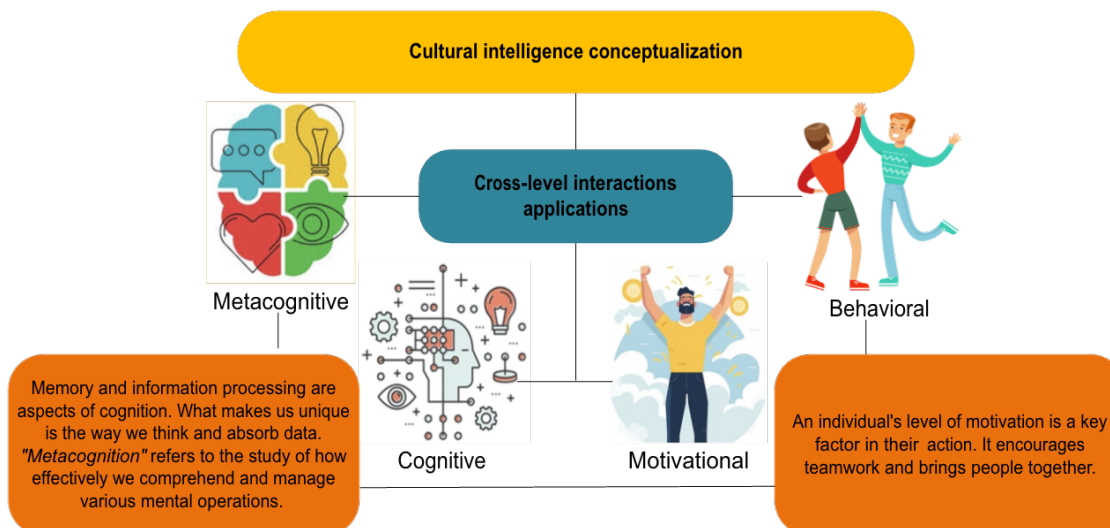 Cultural intelligence conceptualization
Cross-level interactions
applications
Metacognitive
Behavioral
Cognitive
Motivational
Memory and information processing are
aspects of cognition. What makes us unique
is the way we think and absorb data.
"Metacognition" refers to the study of how
effectively we comprehend and manage
various mental operations.
An individual's level of motivation is a key
factor in their action. It encourages
teamwork and brings people together.